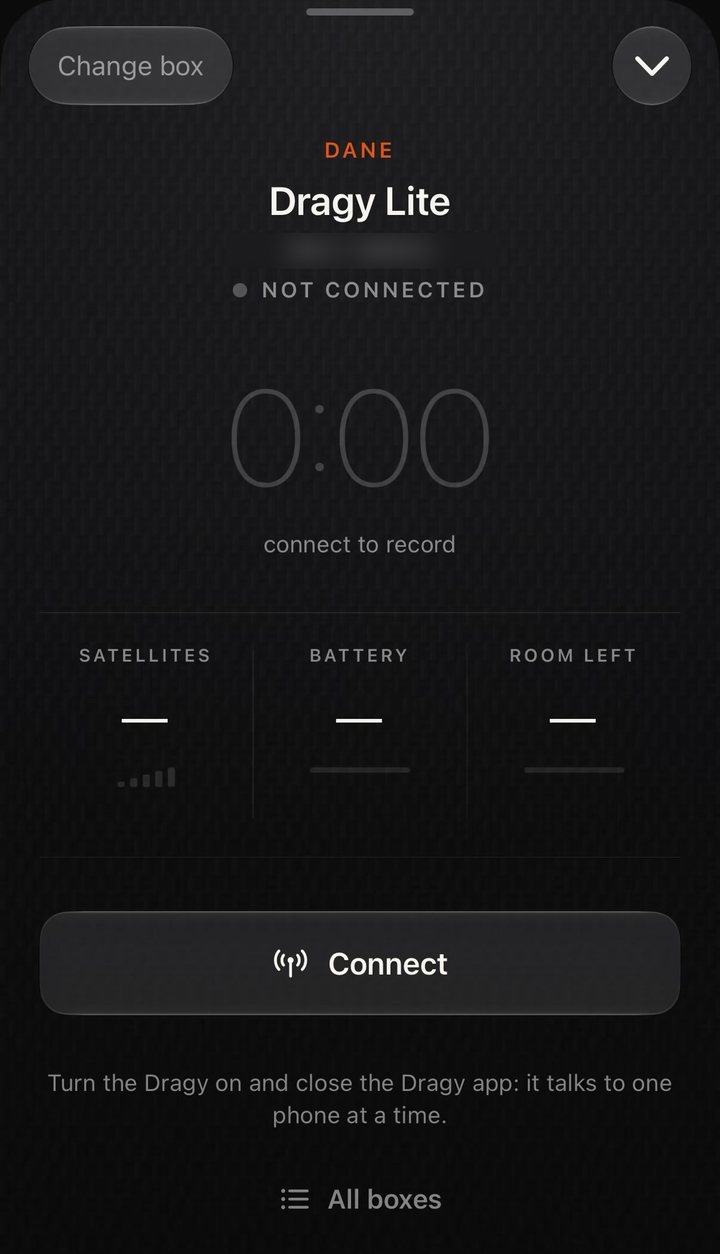 Change box
DANE
Dragy Lite
NOT CONNECTED
0:00
connect to record
SATELLITES
BATTERY
ROOM LEFT
—
—
—
Connect
Turn the Dragy on and close the Dragy app: it talks to one
phone at a time.
All boxes